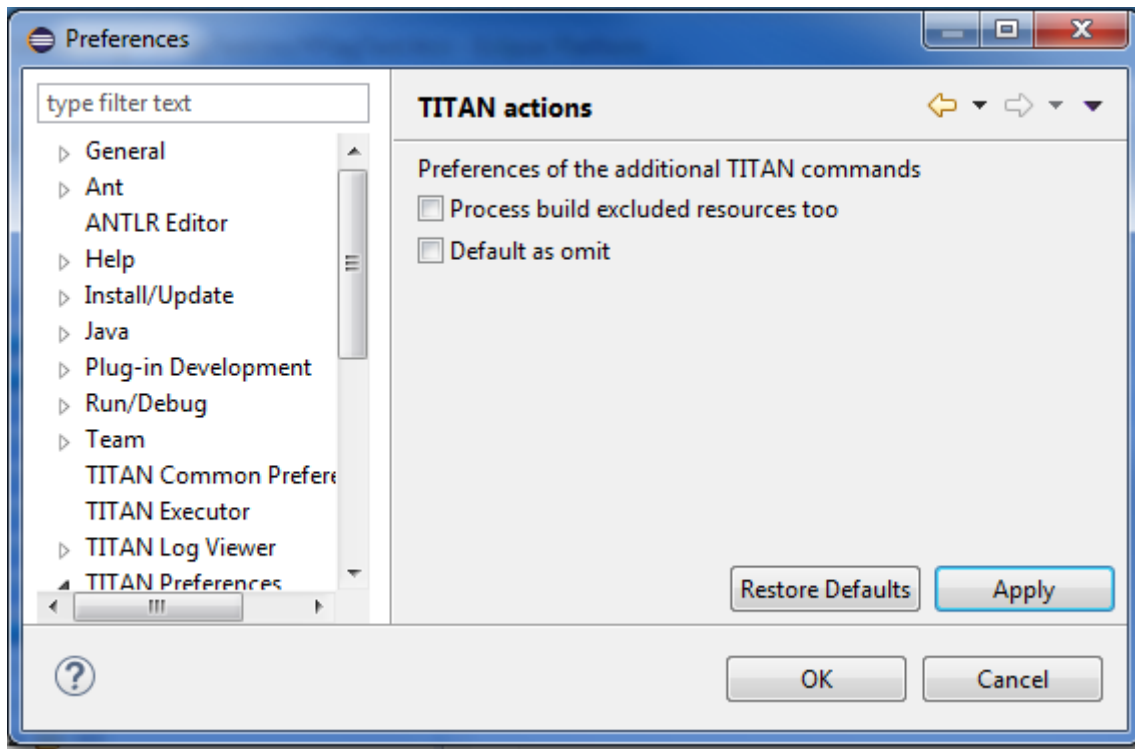 Preferences
type filter text
General
Ant
ANTLR Editor
Help
Install/Update
Java
Plug-in Development
Run/Debug
Team
TITAN Common Prefere
TITAN Executor
TITAN Log Viewer
TITAN Preferences
TITAN actions
Preferences of the additional TITAN commands
Process build excluded resources too
Default as omit
Restore Defaults
Apply
OK
Cancel